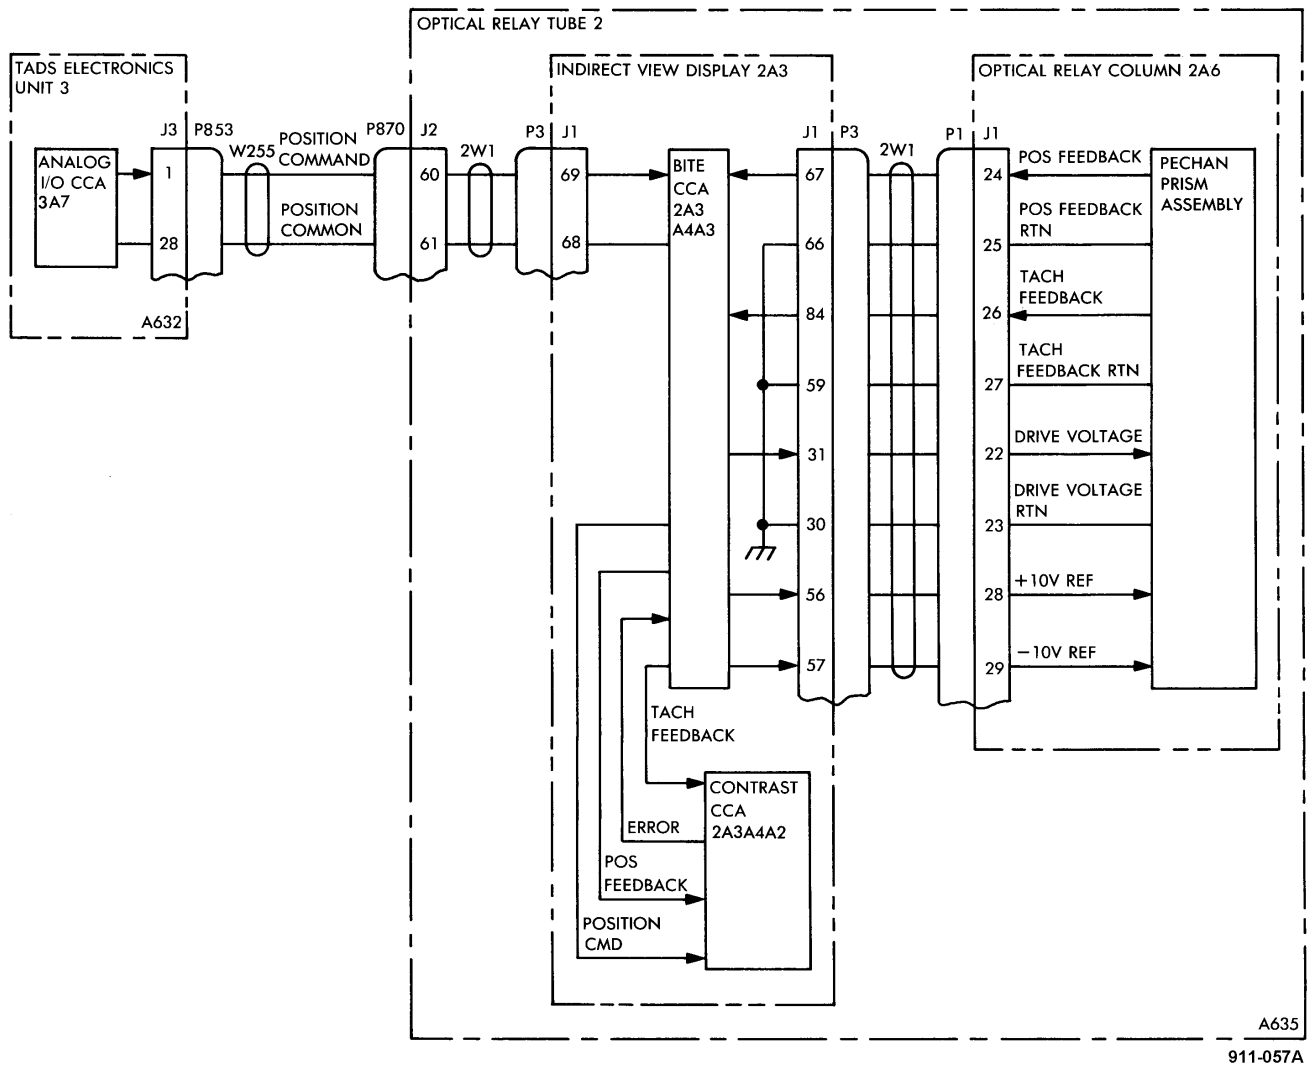 OPTICAL RELAY TUBE 2
TADS ELECTRONICS
UNIT 3
INDIRECT VIEW DISPLAY 2A3
OPTICAL RELAY COLUMN 2A6
J3 P853
W255
POSITION
COMMAND
P870 J2
2W1
P3 J1
J1 P3
2W1
P1 J1
ANALOG
I/O CCA
3A7
1
28
POSITION
COMMON
60
61
69
68
BITE
CCA
2A3
A4A3
67
66
84
59
31
30
56
57
24
25
26
27
22
23
28
29
POS FEEDBACK
POS FEEDBACK
RTN
TACH
FEEDBACK
TACH
FEEDBACK RTN
DRIVE VOLTAGE
DRIVE VOLTAGE
RTN
+10V REF
−10V REF
PECHAN
PRISM
ASSEMBLY
A632
TACH
FEEDBACK
CONTRAST
CCA
2A3A4A2
ERROR
POS
FEEDBACK
POSITION
CMD
A635
911-057A